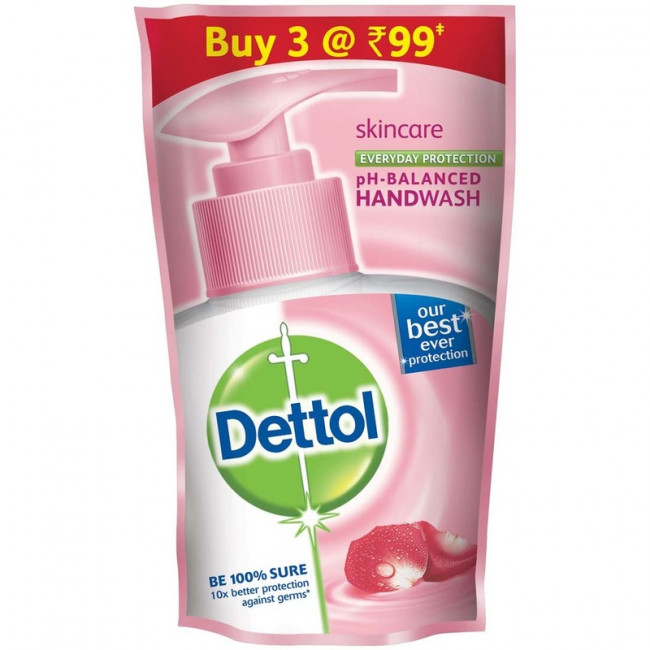 Buy 3 @ ₹99‡
skincare
EVERYDAY PROTECTION
pH-BALANCED
HANDWASH
our
best
ever
protection
Dettol
BE 100% SURE
10x better protection
against germs*